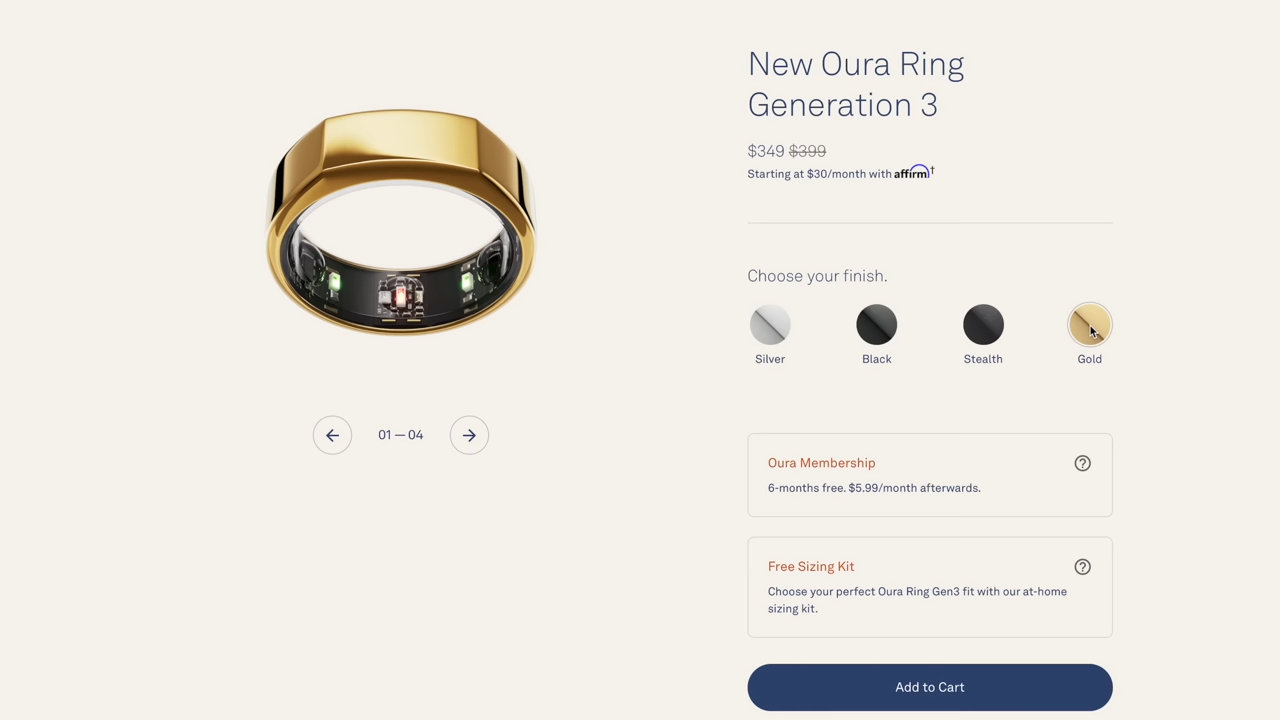 New Oura Ring
Generation 3
$349 $399
Starting at $30/month with affirm†
Choose your finish.
Silver Black Stealth Gold
01 — 04
Oura Membership
6-months free. $5.99/month afterwards.
Free Sizing Kit
Choose your perfect Oura Ring Gen3 fit with our at-home
sizing kit.
Add to Cart